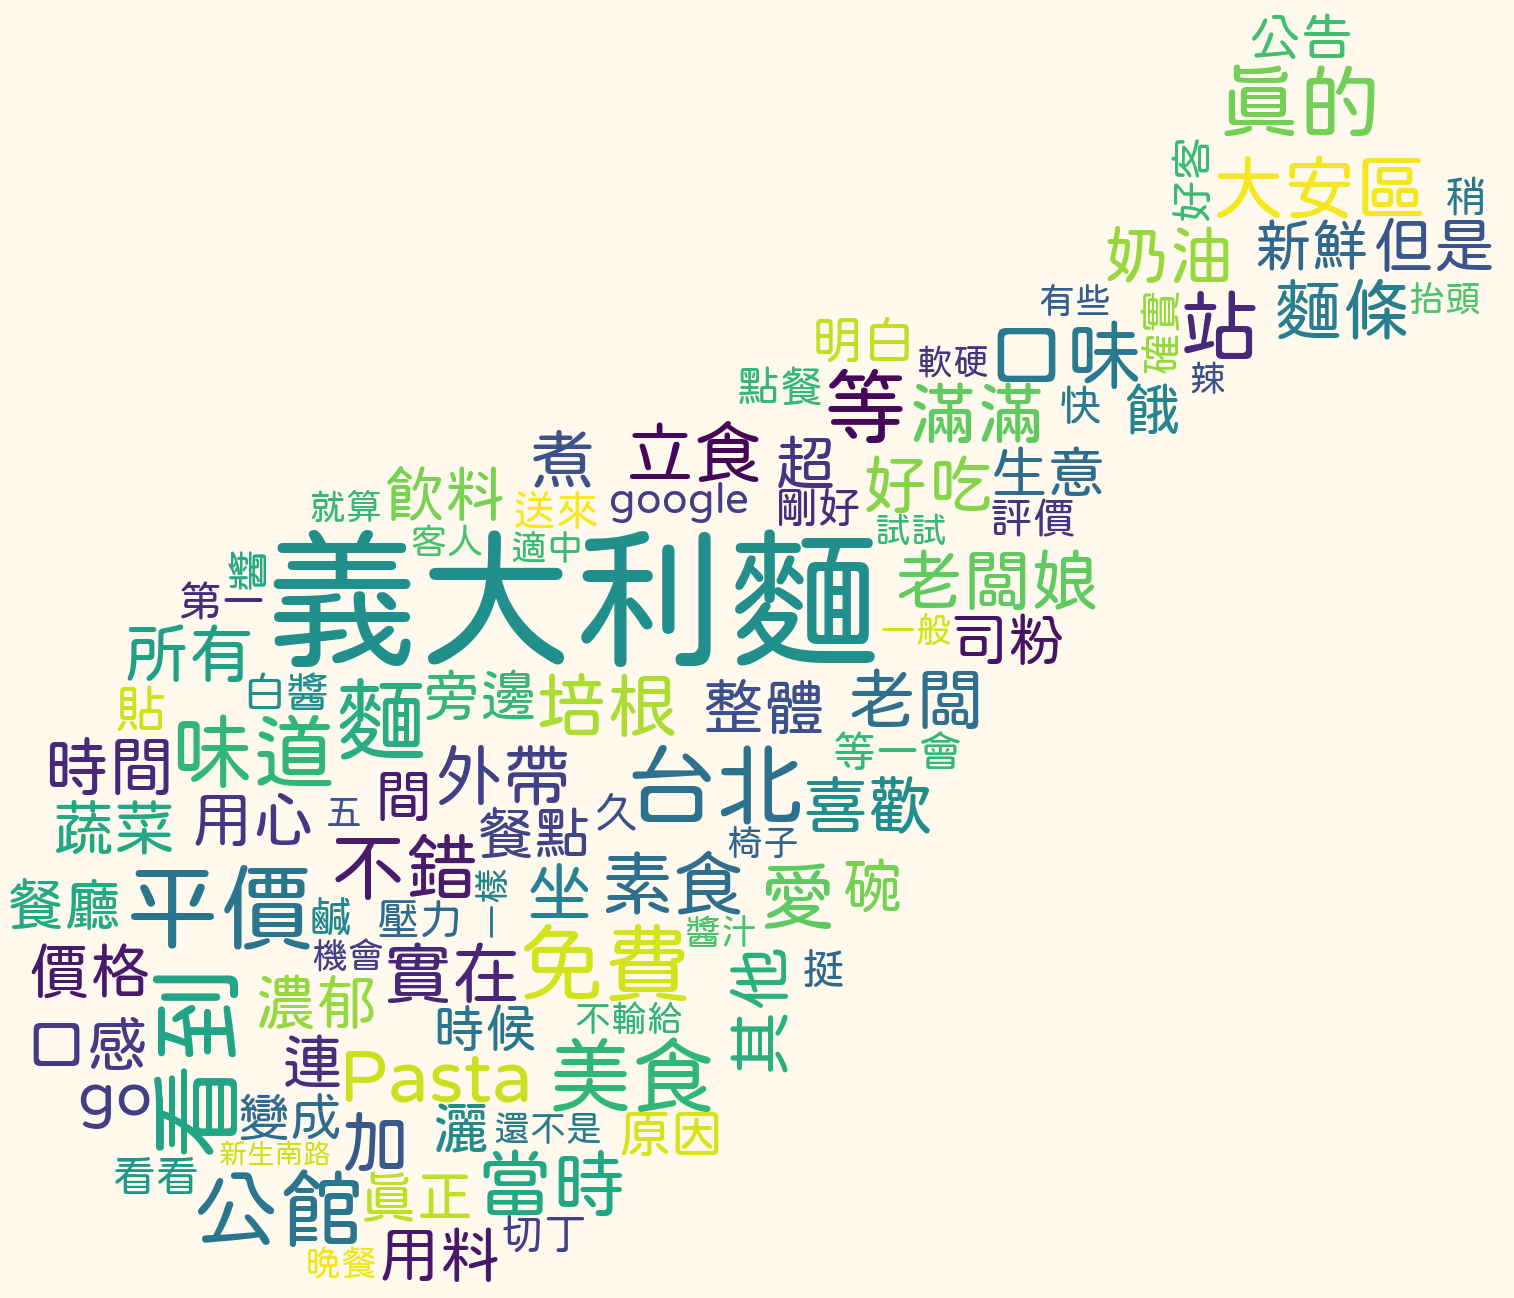 公告
真的
好客
大安區
稍
奶油
新鮮
但是
有些
確實
站
麵條
抬頭
明白
軟硬
口味
辣
點餐
等
滿滿
快
餓
煮
立食
超
好吃
生意
就算
飲料
送來
google
剛好
試試
評價
客人
適中
醬
第一
義大利麵
老闆娘
一般
司粉
所有
白醬
貼
味道
麵
旁邊
培根
整體
老闆
時間
等一會
間
外帶
台北
喜歡
蔬菜
用心
五
餐點
久
椅子
不錯
餐廳
平價
鹹
壓力
一樣
坐
素食
愛
碗
價格
機會
實在
免費
醬汁
其他
挺
看到
濃郁
時候
不輸給
口感
連
Pasta
美食
go
變成
加
灑
還不是
原因
新生南路
看看
公館
真正
當時
切丁
晚餐
用料